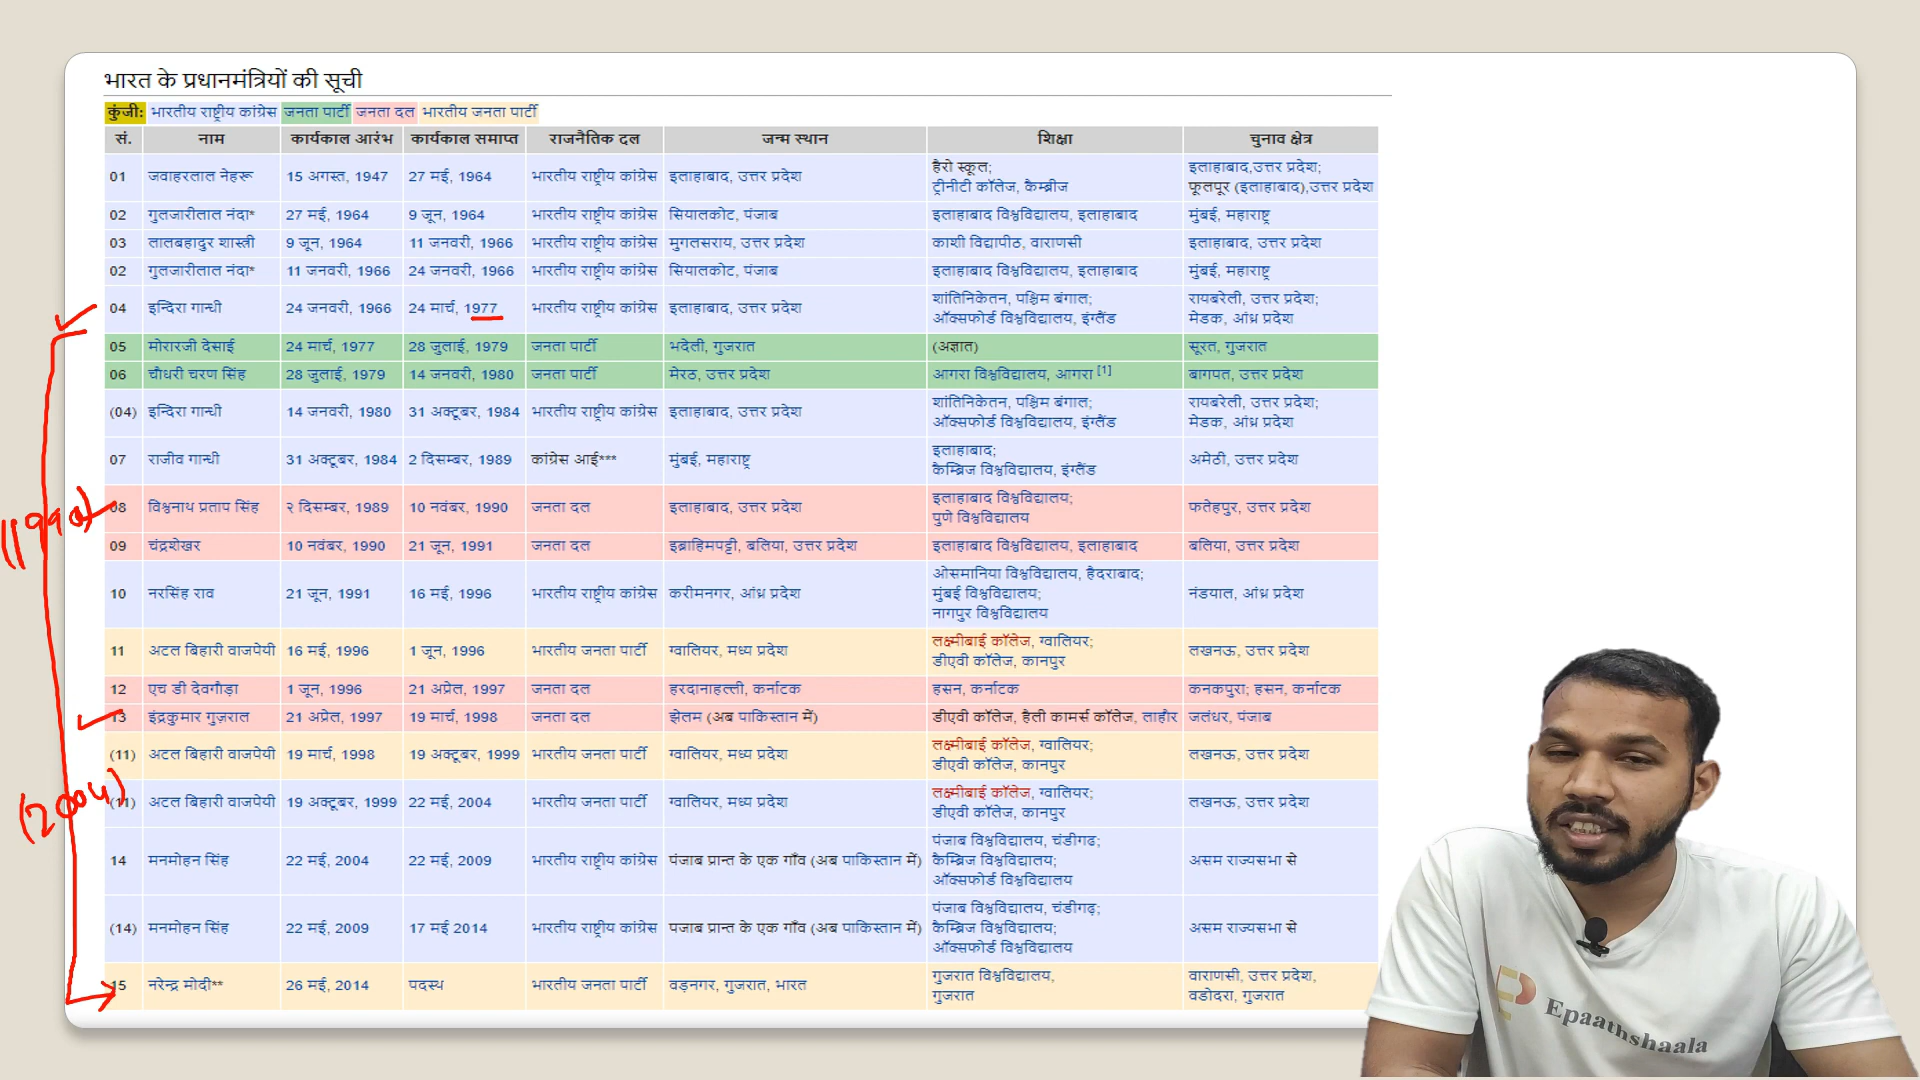 भारत के प्रधानमंत्रियों की सूची
कुंजी: भारतीय राष्ट्रीय कांग्रेस जनता पार्टी जनता दल भारतीय जनता पार्टी
सं. नाम कार्यकाल आरंभ कार्यकाल समाप्त राजनैतिक दल जन्म स्थान शिक्षा चुनाव क्षेत्र
01 जवाहरलाल नेहरू 15 अगस्त, 1947 27 मई, 1964 भारतीय राष्ट्रीय कांग्रेस इलाहाबाद, उत्तर प्रदेश हैरो स्कूल; इलाहाबाद,उत्तर प्रदेश;
ट्रीनीटी कॉलेज, कैम्ब्रीज फूलपूर (इलाहाबाद),उत्तर प्रदेश
02 गुलजारीलाल नंदा* 27 मई, 1964 9 जून, 1964 भारतीय राष्ट्रीय कांग्रेस सियालकोट, पंजाब इलाहाबाद विश्वविद्यालय, इलाहाबाद मुंबई, महाराष्ट्र
03 लालबहादुर शास्त्री 9 जून, 1964 11 जनवरी, 1966 भारतीय राष्ट्रीय कांग्रेस मुगलसराय, उत्तर प्रदेश काशी विद्यापीठ, वाराणसी इलाहाबाद, उत्तर प्रदेश
02 गुलजारीलाल नंदा* 11 जनवरी, 1966 24 जनवरी, 1966 भारतीय राष्ट्रीय कांग्रेस सियालकोट, पंजाब इलाहाबाद विश्वविद्यालय, इलाहाबाद मुंबई, महाराष्ट्र
04 इन्दिरा गान्धी 24 जनवरी, 1966 24 मार्च, 1977 भारतीय राष्ट्रीय कांग्रेस इलाहाबाद, उत्तर प्रदेश शांतिनिकेतन, पश्चिम बंगाल; रायबरेली, उत्तर प्रदेश;
ऑक्सफोर्ड विश्वविद्यालय, इंग्लैंड मेडक, आंध्र प्रदेश
05 मोरारजी देसाई 24 मार्च, 1977 28 जुलाई, 1979 जनता पार्टी भदेली, गुजरात (अज्ञात) सूरत, गुजरात
06 चौधरी चरण सिंह 28 जुलाई, 1979 14 जनवरी, 1980 जनता पार्टी मेरठ, उत्तर प्रदेश आगरा विश्वविद्यालय, आगरा [1] बागपत, उत्तर प्रदेश
(04) इन्दिरा गान्धी 14 जनवरी, 1980 31 अक्टूबर, 1984 भारतीय राष्ट्रीय कांग्रेस इलाहाबाद, उत्तर प्रदेश शांतिनिकेतन, पश्चिम बंगाल; रायबरेली, उत्तर प्रदेश;
ऑक्सफोर्ड विश्वविद्यालय, इंग्लैंड मेडक, आंध्र प्रदेश
07 राजीव गान्धी 31 अक्टूबर, 1984 2 दिसम्बर, 1989 कांग्रेस आई*** मुंबई, महाराष्ट्र इलाहाबाद; अमेठी, उत्तर प्रदेश
कैम्ब्रिज विश्वविद्यालय, इंग्लैंड
08 विश्वनाथ प्रताप सिंह २ दिसम्बर, 1989 10 नवंबर, 1990 जनता दल इलाहाबाद, उत्तर प्रदेश इलाहाबाद विश्वविद्यालय; फतेहपुर, उत्तर प्रदेश
पुणे विश्वविद्यालय
09 चंद्रशेखर 10 नवंबर, 1990 21 जून, 1991 जनता दल इब्राहिमपट्टी, बलिया, उत्तर प्रदेश इलाहाबाद विश्वविद्यालय, इलाहाबाद बलिया, उत्तर प्रदेश
10 नरसिंह राव 21 जून, 1991 16 मई, 1996 भारतीय राष्ट्रीय कांग्रेस करीमनगर, आंध्र प्रदेश ओसमानिया विश्वविद्यालय, हैदराबाद; नंडयाल, आंध्र प्रदेश
मुंबई विश्वविद्यालय;
नागपुर विश्वविद्यालय
11 अटल बिहारी वाजपेयी 16 मई, 1996 1 जून, 1996 भारतीय जनता पार्टी ग्वालियर, मध्य प्रदेश लक्ष्मीबाई कॉलेज, ग्वालियर; लखनऊ, उत्तर प्रदेश
डीएवी कॉलेज, कानपुर
12 एच डी देवगौड़ा 1 जून, 1996 21 अप्रेल, 1997 जनता दल हरदानाहल्ली, कर्नाटक हसन, कर्नाटक कनकपुरा; हसन, कर्नाटक
13 इंद्रकुमार गुज़राल 21 अप्रेल, 1997 19 मार्च, 1998 जनता दल झेलम (अब पाकिस्तान में) डीएवी कॉलेज, हैली कामर्स कॉलेज, लाहौर जलंधर, पंजाब
(11) अटल बिहारी वाजपेयी 19 मार्च, 1998 19 अक्टूबर, 1999 भारतीय जनता पार्टी ग्वालियर, मध्य प्रदेश लक्ष्मीबाई कॉलेज, ग्वालियर; लखनऊ, उत्तर प्रदेश
डीएवी कॉलेज, कानपुर
(11) अटल बिहारी वाजपेयी 19 अक्टूबर, 1999 22 मई, 2004 भारतीय जनता पार्टी ग्वालियर, मध्य प्रदेश लक्ष्मीबाई कॉलेज, ग्वालियर; लखनऊ, उत्तर प्रदेश
डीएवी कॉलेज, कानपुर
14 मनमोहन सिंह 22 मई, 2004 22 मई, 2009 भारतीय राष्ट्रीय कांग्रेस पंजाब प्रान्त के एक गाँव (अब पाकिस्तान में) पंजाब विश्वविद्यालय, चंडीगढ; असम राज्यसभा से
कैम्ब्रिज विश्वविद्यालय;
ऑक्सफोर्ड विश्वविद्यालय
(14) मनमोहन सिंह 22 मई, 2009 17 मई 2014 भारतीय राष्ट्रीय कांग्रेस पजाब प्रान्त के एक गाँव (अब पाकिस्तान में) पंजाब विश्वविद्यालय, चंडीगढ़; असम राज्यसभा से
कैम्ब्रिज विश्वविद्यालय;
ऑक्सफोर्ड विश्वविद्यालय
15 नरेन्द्र मोदी** 26 मई, 2014 पदस्थ भारतीय जनता पार्टी वड़नगर, गुजरात, भारत गुजरात विश्वविद्यालय, वाराणसी, उत्तर प्रदेश,
गुजरात वडोदरा, गुजरात
(2004)
Epaathshaala